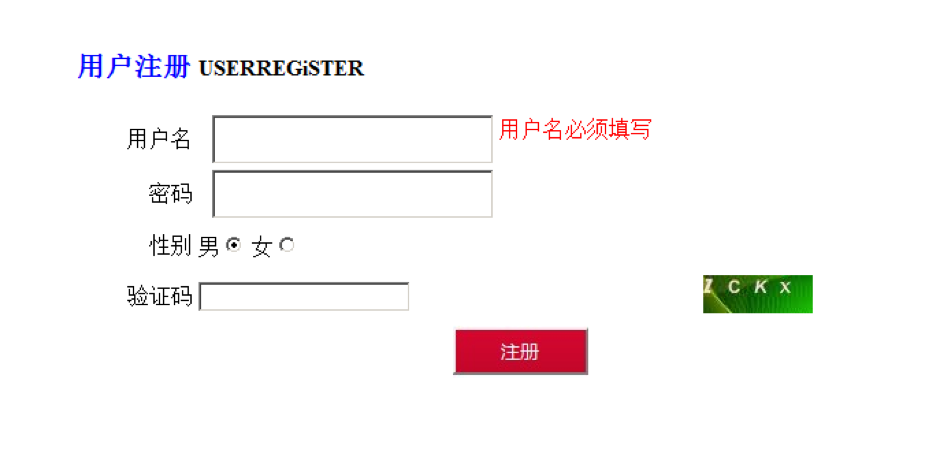 用户注册 USERREGiSTER
用户名 用户名必须填写
密码
性别 男 女
验证码 I C K X
注册